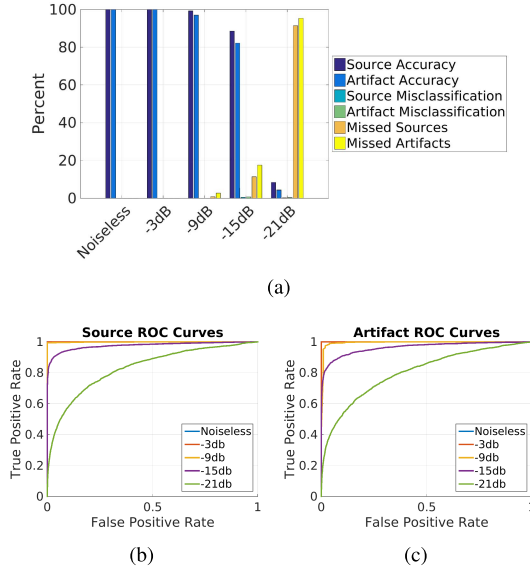 100
80
60
40
20
0
Percent
Noiseless
-3dB
-9dB
-15dB
-21dB
Source Accuracy
Artifact Accuracy
Source Misclassification
Artifact Misclassification
Missed Sources
Missed Artifacts
(a)
Source ROC Curves
1
0.8
0.6
0.4
0.2
0
True Positive Rate
0
0.5
1
False Positive Rate
Noiseless
-3db
-9db
-15db
-21db
(b)
Artifact ROC Curves
1
0.8
0.6
0.4
0.2
0
True Positive Rate
0
0.5
1
False Positive Rate
Noiseless
-3db
-9db
-15db
-21db
(c)